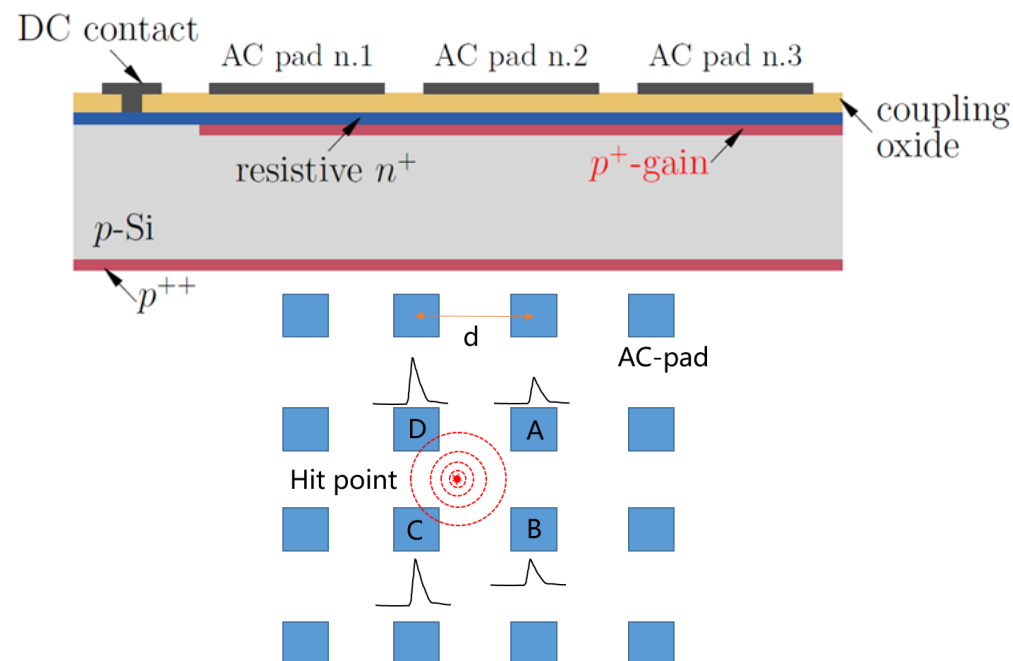 DC contact
AC pad n.1
AC pad n.2
AC pad n.3
coupling
oxide
resistive n⁺
p⁺-gain
p-Si
p⁺⁺
d
AC-pad
D
A
Hit point
C
B